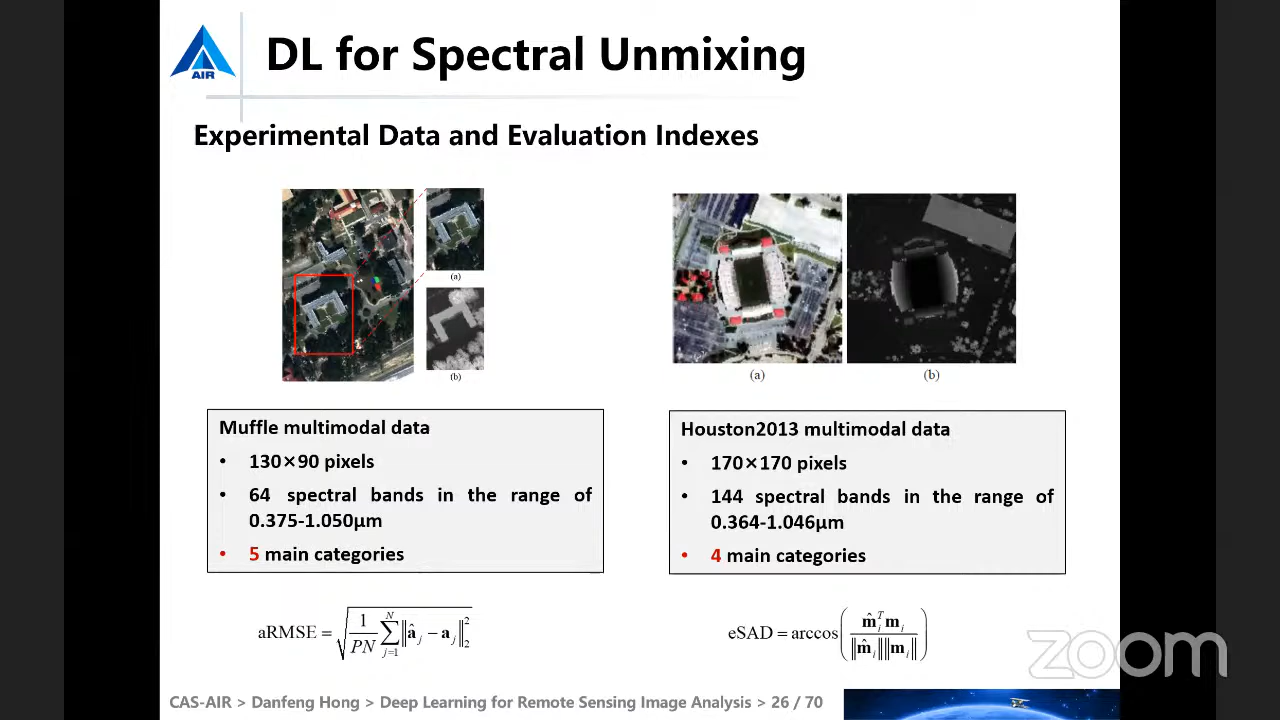 AIR
DL for Spectral Unmixing
Experimental Data and Evaluation Indexes
(a)
(b)
(a)
(b)
Muffle multimodal data
• 130×90 pixels
• 64 spectral bands in the range of
0.375-1.050μm
• 5 main categories
Houston2013 multimodal data
• 170×170 pixels
• 144 spectral bands in the range of
0.364-1.046μm
• 4 main categories
aRMSE = √(1/PN ∑_{j=1}^{N} ‖â_j − a_j‖_2^2)
eSAD = arccos(m̂_i^T m_i / ‖m̂_i‖‖m_i‖)
zoom
CAS-AIR > Danfeng Hong > Deep Learning for Remote Sensing Image Analysis > 26 / 70